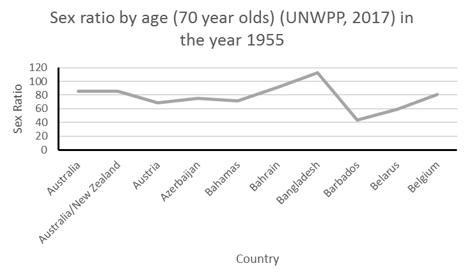 Sex ratio by age (70 year olds) (UNWPP, 2017) in
the year 1955
120
100
80
60
40
20
0
Sex Ratio
Australia
Australia/New Zealand
Austria
Azerbaijan
Bahamas
Bahrain
Bangladesh
Barbados
Belarus
Belgium
Country